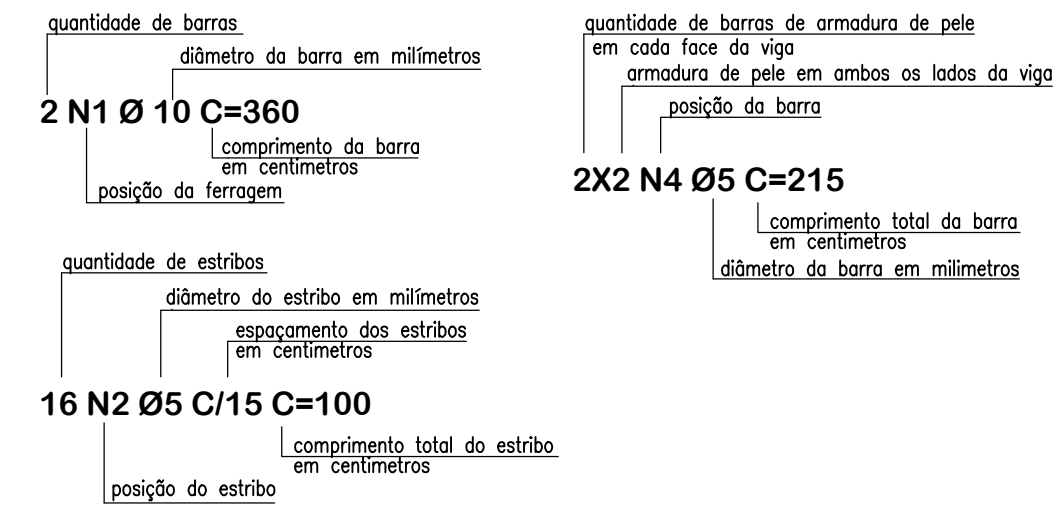 quantidade de barras
diâmetro da barra em milímetros
2 N1 Ø 10 C=360
comprimento da barra
em centimetros
posição da ferragem
quantidade de barras de armadura de pele
em cada face da viga
armadura de pele em ambos os lados da viga
posição da barra
2X2 N4 Ø5 C=215
comprimento total da barra
em centimetros
diâmetro da barra em milimetros
quantidade de estribos
diâmetro do estribo em milímetros
espaçamento dos estribos
em centimetros
16 N2 Ø5 C/15 C=100
comprimento total do estribo
em centimetros
posição do estribo